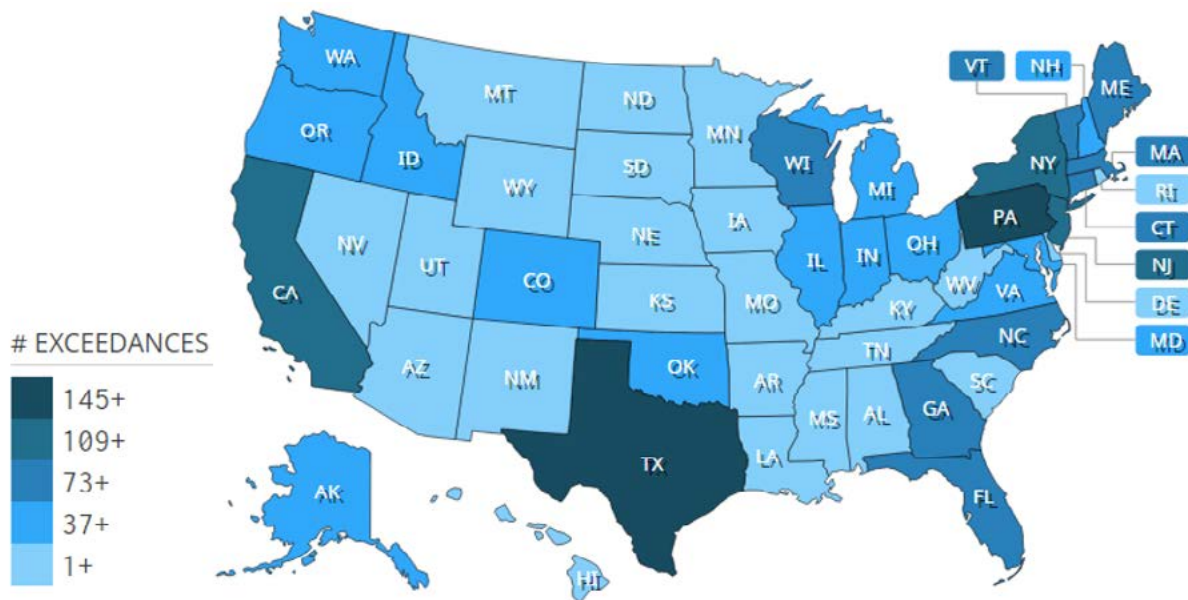 WA
MT
ND
MN
VT
NH
ME
OR
ID
WY
SD
WI
MI
NY
MA
RI
CT
NJ
DE
MD
NV
UT
CO
NE
KS
IA
IL
IN
OH
PA
WV
VA
CA
MO
KY
NC
TN
SC
AZ
NM
OK
AR
MS
AL
GA
TX
LA
FL
AK
HI
# EXCEEDANCES
145+
109+
73+
37+
1+